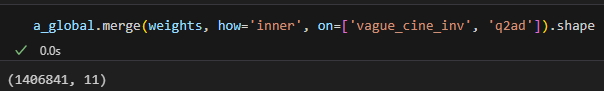 a_global.merge(weights, how='inner', on=['vague_cine_inv', 'q2ad']).shape
✓ 0.0s
(1406841, 11)